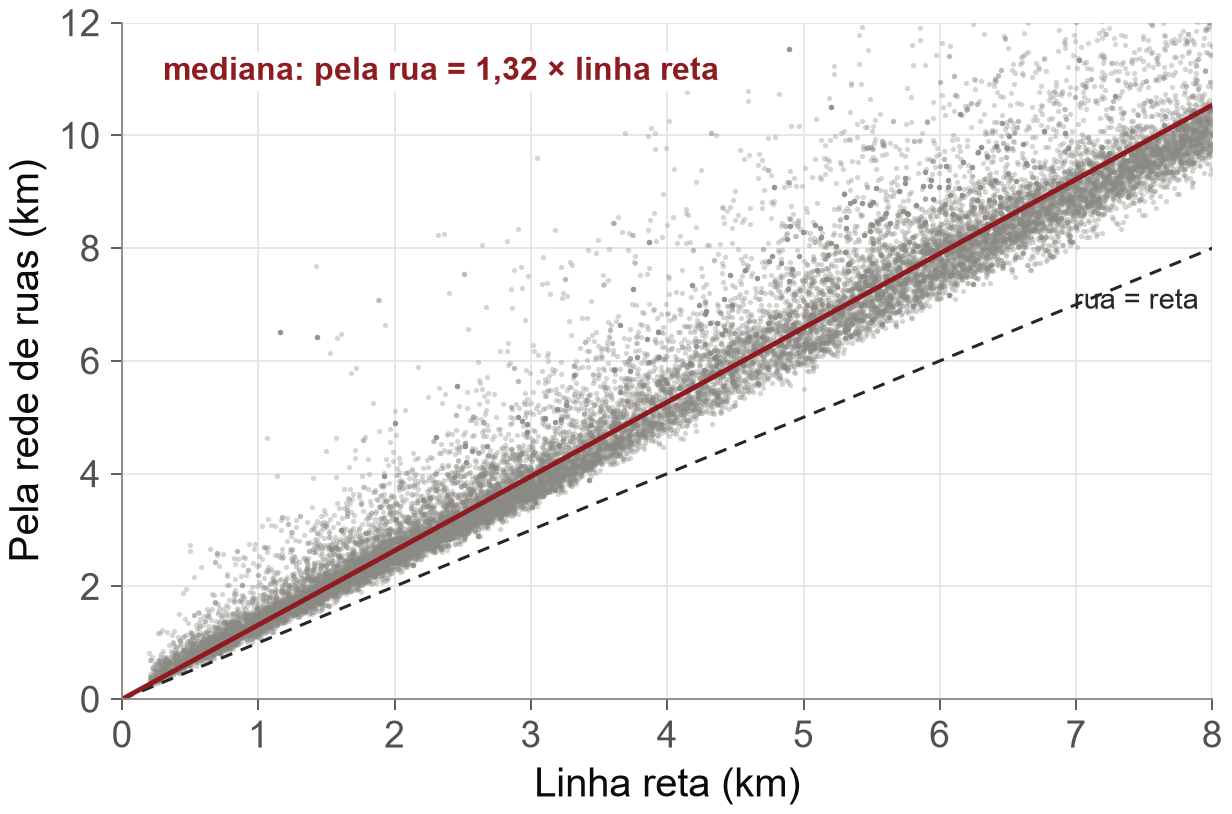 12
mediana: pela rua = 1,32 × linha reta
10
8
rua = reta
6
4
2
0
Pela rede de ruas (km)
0 1 2 3 4 5 6 7 8
Linha reta (km)